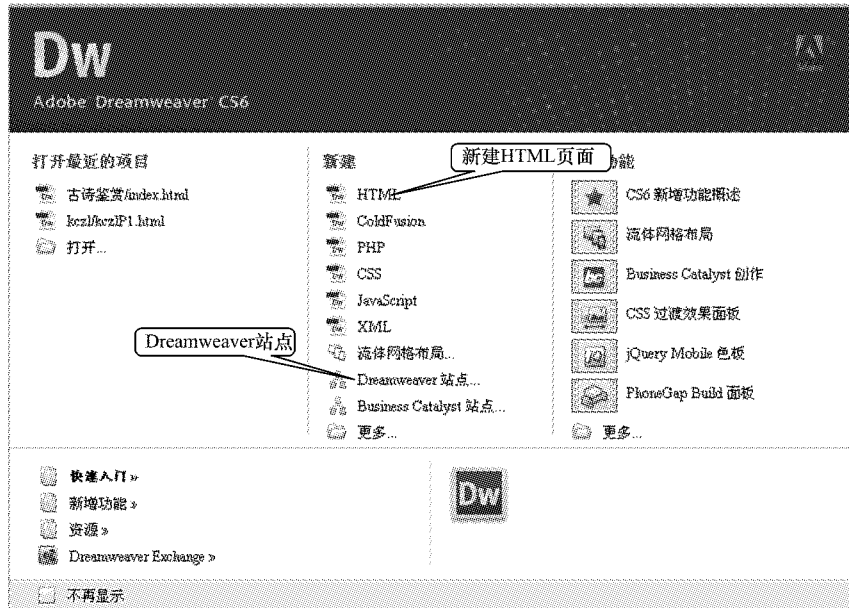 Dw
Adobe
Adobe Dreamweaver CS6
打开最近的项目
古诗鉴赏/index.html
kczl/kczlP1.html
打开...
新建
新建HTML页面
HTML
ColdFusion
PHP
CSS
JavaScript
XML
流体网格布局...
Dreamweaver站点
Dreamweaver 站点...
Business Catalyst 站点...
更多...
功能
CS6 新增功能概述
流体网格布局
Business Catalyst 创作
CSS 过渡效果面板
jQuery Mobile 色板
PhoneGap Build 面板
更多...
快速入门 »
新增功能 »
资源 »
Dreamweaver Exchange »
Dw
不再显示